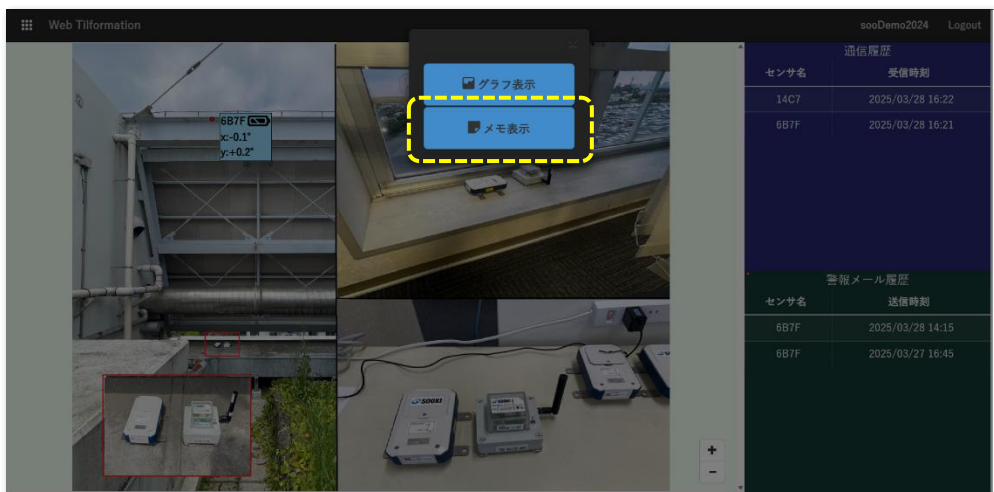 Web Tilformation
sooDemo2024 Logout
グラフ表示
メモ表示
6B7F
x:-0.1°
y:+0.2°
通信履歴
センサ名 受信時刻
14C7 2025/03/28 16:22
6B7F 2025/03/28 16:21
警報メール履歴
センサ名 送信時刻
6B7F 2025/03/28 14:15
6B7F 2025/03/27 16:45
SOOKI
SOOKI
+
−